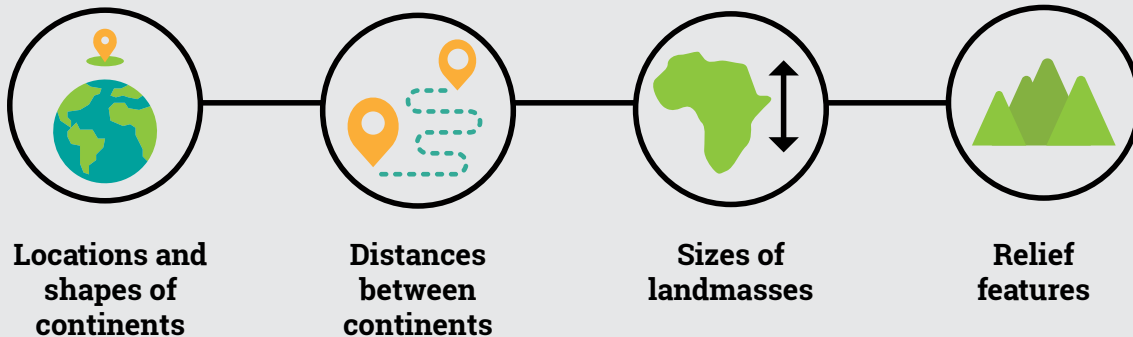 Locations and
shapes of
continents
Distances
between
continents
Sizes of
landmasses
Relief
features